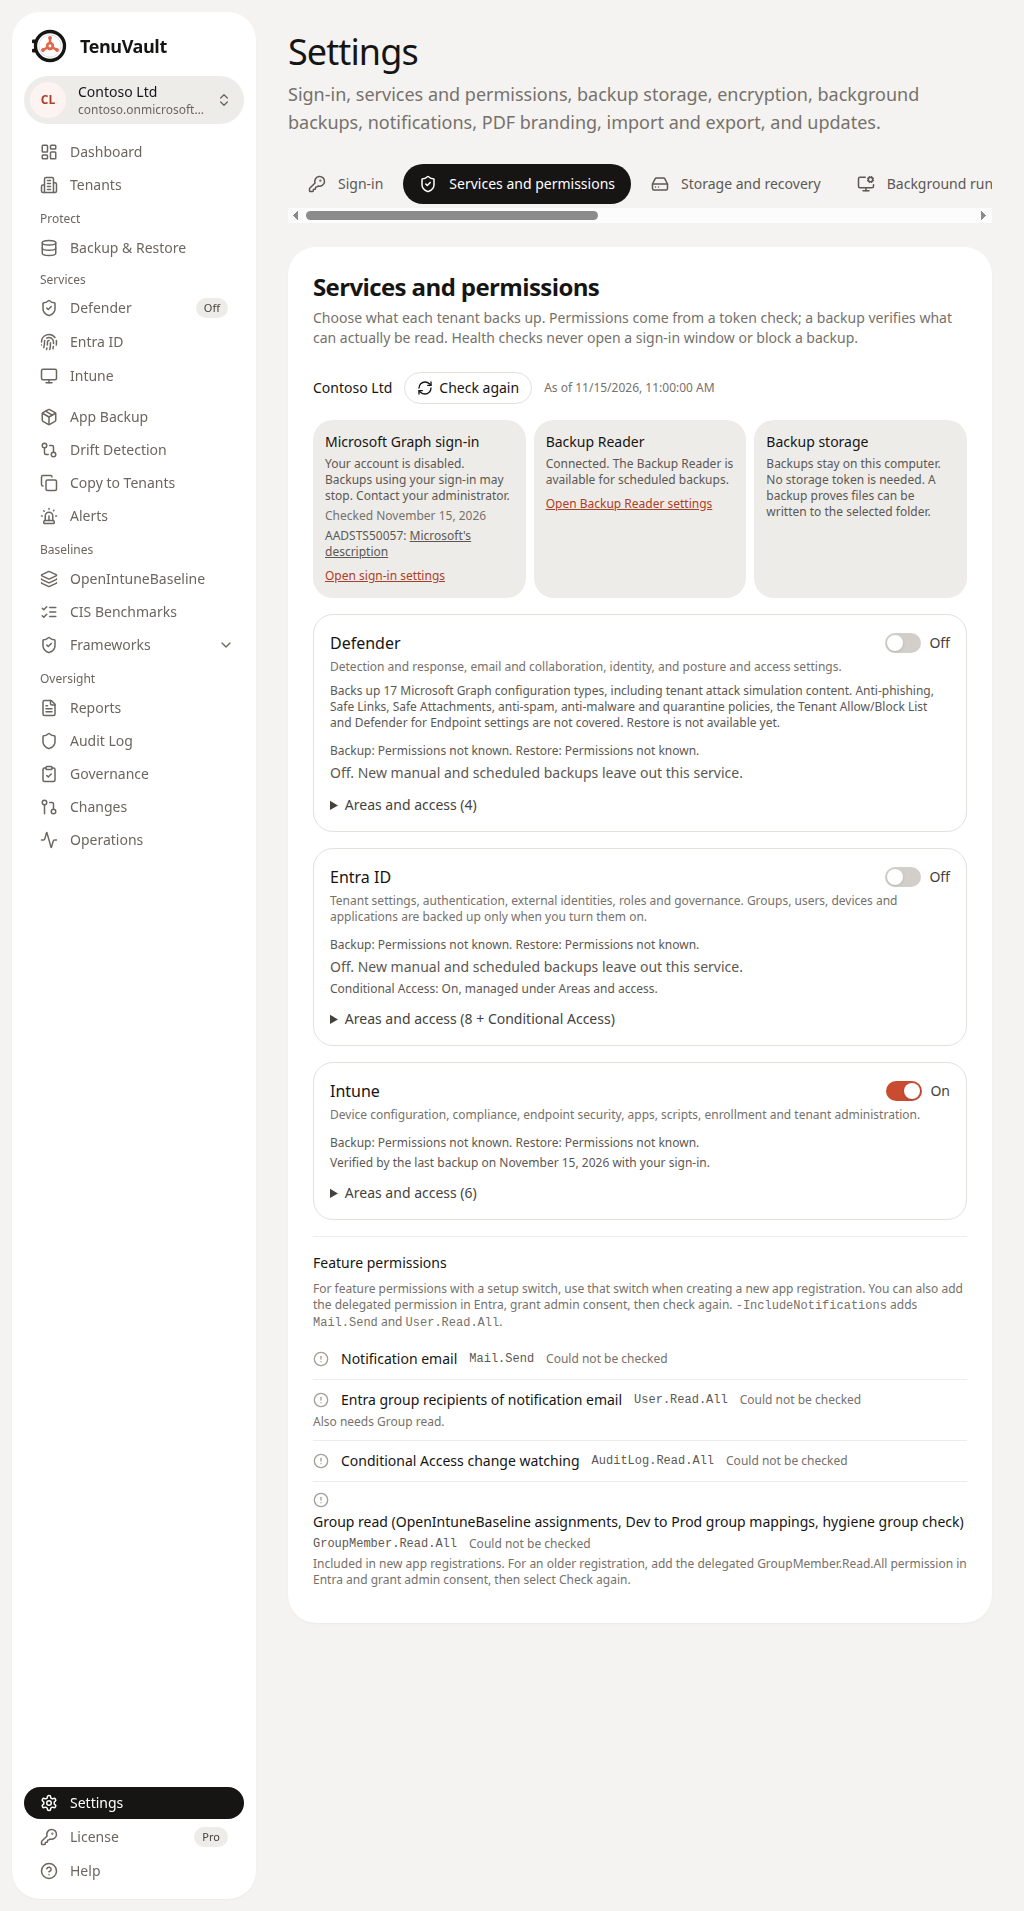 TenuVault
CL
Contoso Ltd
contoso.onmicrosoft...
Dashboard
Tenants
Protect
Backup & Restore
Services
Defender
Off
Entra ID
Intune
App Backup
Drift Detection
Copy to Tenants
Alerts
Baselines
OpenIntuneBaseline
CIS Benchmarks
Frameworks
Oversight
Reports
Audit Log
Governance
Changes
Operations
Settings
License
Pro
Help
Settings
Sign-in, services and permissions, backup storage, encryption, background
backups, notifications, PDF branding, import and export, and updates.
Sign-in
Services and permissions
Storage and recovery
Background run
Services and permissions
Choose what each tenant backs up. Permissions come from a token check; a backup verifies what
can actually be read. Health checks never open a sign-in window or block a backup.
Contoso Ltd
Check again
As of 11/15/2026, 11:00:00 AM
Microsoft Graph sign-in
Your account is disabled.
Backups using your sign-in may
stop. Contact your administrator.
Checked November 15, 2026
AADSTS50057: Microsoft's
description
Open sign-in settings
Backup Reader
Connected. The Backup Reader is
available for scheduled backups.
Open Backup Reader settings
Backup storage
Backups stay on this computer.
No storage token is needed. A
backup proves files can be
written to the selected folder.
Defender
Off
Detection and response, email and collaboration, identity, and posture and access settings.
Backs up 17 Microsoft Graph configuration types, including tenant attack simulation content. Anti-phishing,
Safe Links, Safe Attachments, anti-spam, anti-malware and quarantine policies, the Tenant Allow/Block List
and Defender for Endpoint settings are not covered. Restore is not available yet.
Backup: Permissions not known. Restore: Permissions not known.
Off. New manual and scheduled backups leave out this service.
Areas and access (4)
Entra ID
Off
Tenant settings, authentication, external identities, roles and governance. Groups, users, devices and
applications are backed up only when you turn them on.
Backup: Permissions not known. Restore: Permissions not known.
Off. New manual and scheduled backups leave out this service.
Conditional Access: On, managed under Areas and access.
Areas and access (8 + Conditional Access)
Intune
On
Device configuration, compliance, endpoint security, apps, scripts, enrollment and tenant administration.
Backup: Permissions not known. Restore: Permissions not known.
Verified by the last backup on November 15, 2026 with your sign-in.
Areas and access (6)
Feature permissions
For feature permissions with a setup switch, use that switch when creating a new app registration. You can also add
the delegated permission in Entra, grant admin consent, then check again. -IncludeNotifications adds
Mail.Send and User.Read.All.
Notification email Mail.Send Could not be checked
Entra group recipients of notification email User.Read.All Could not be checked
Also needs Group read.
Conditional Access change watching AuditLog.Read.All Could not be checked
Group read (OpenIntuneBaseline assignments, Dev to Prod group mappings, hygiene group check)
GroupMember.Read.All Could not be checked
Included in new app registrations. For an older registration, add the delegated GroupMember.Read.All permission in
Entra and grant admin consent, then select Check again.